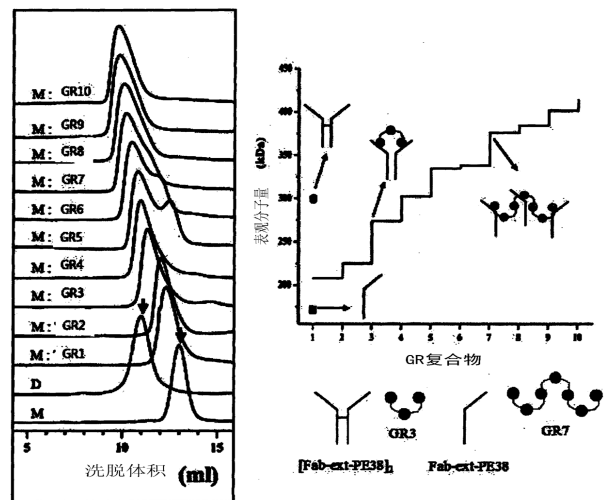 M: GR10
M: GR9
M: GR8
M: GR7
M: GR6
M: GR5
M: GR4
M: GR3
M: GR2
M: GR1
D
M
5 10 15
洗脱体积 (ml)
表观分子量 (kDa)
450
400
350
300
250
200
1 2 3 4 5 6 7 8 9 10
GR复合物
GR3
GR7
[Fab-ext-PE38]₂
Fab-ext-PE38